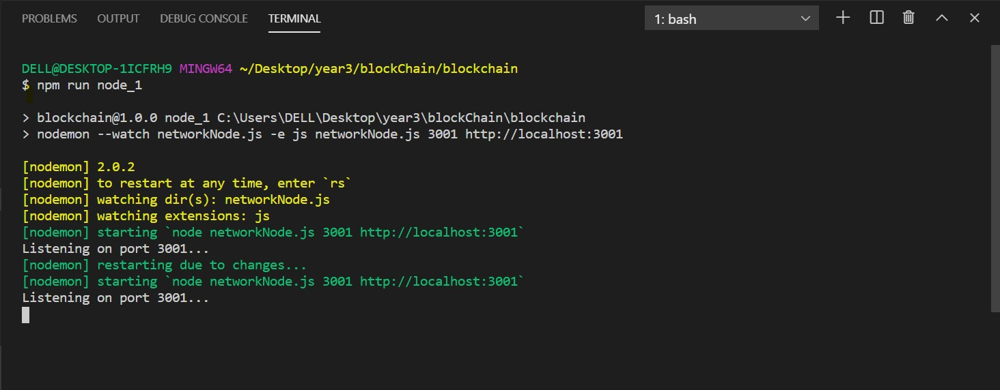 PROBLEMS OUTPUT DEBUG CONSOLE TERMINAL 1: bash
DELL@DESKTOP-1ICFRH9 MINGW64 ~/Desktop/year3/blockChain/blockchain
$ npm run node_1
> blockchain@1.0.0 node_1 C:\Users\DELL\Desktop\year3\blockChain\blockchain
> nodemon --watch networkNode.js -e js networkNode.js 3001 http://localhost:3001
[nodemon] 2.0.2
[nodemon] to restart at any time, enter `rs`
[nodemon] watching dir(s): networkNode.js
[nodemon] watching extensions: js
[nodemon] starting `node networkNode.js 3001 http://localhost:3001`
Listening on port 3001...
[nodemon] restarting due to changes...
[nodemon] starting `node networkNode.js 3001 http://localhost:3001`
Listening on port 3001...